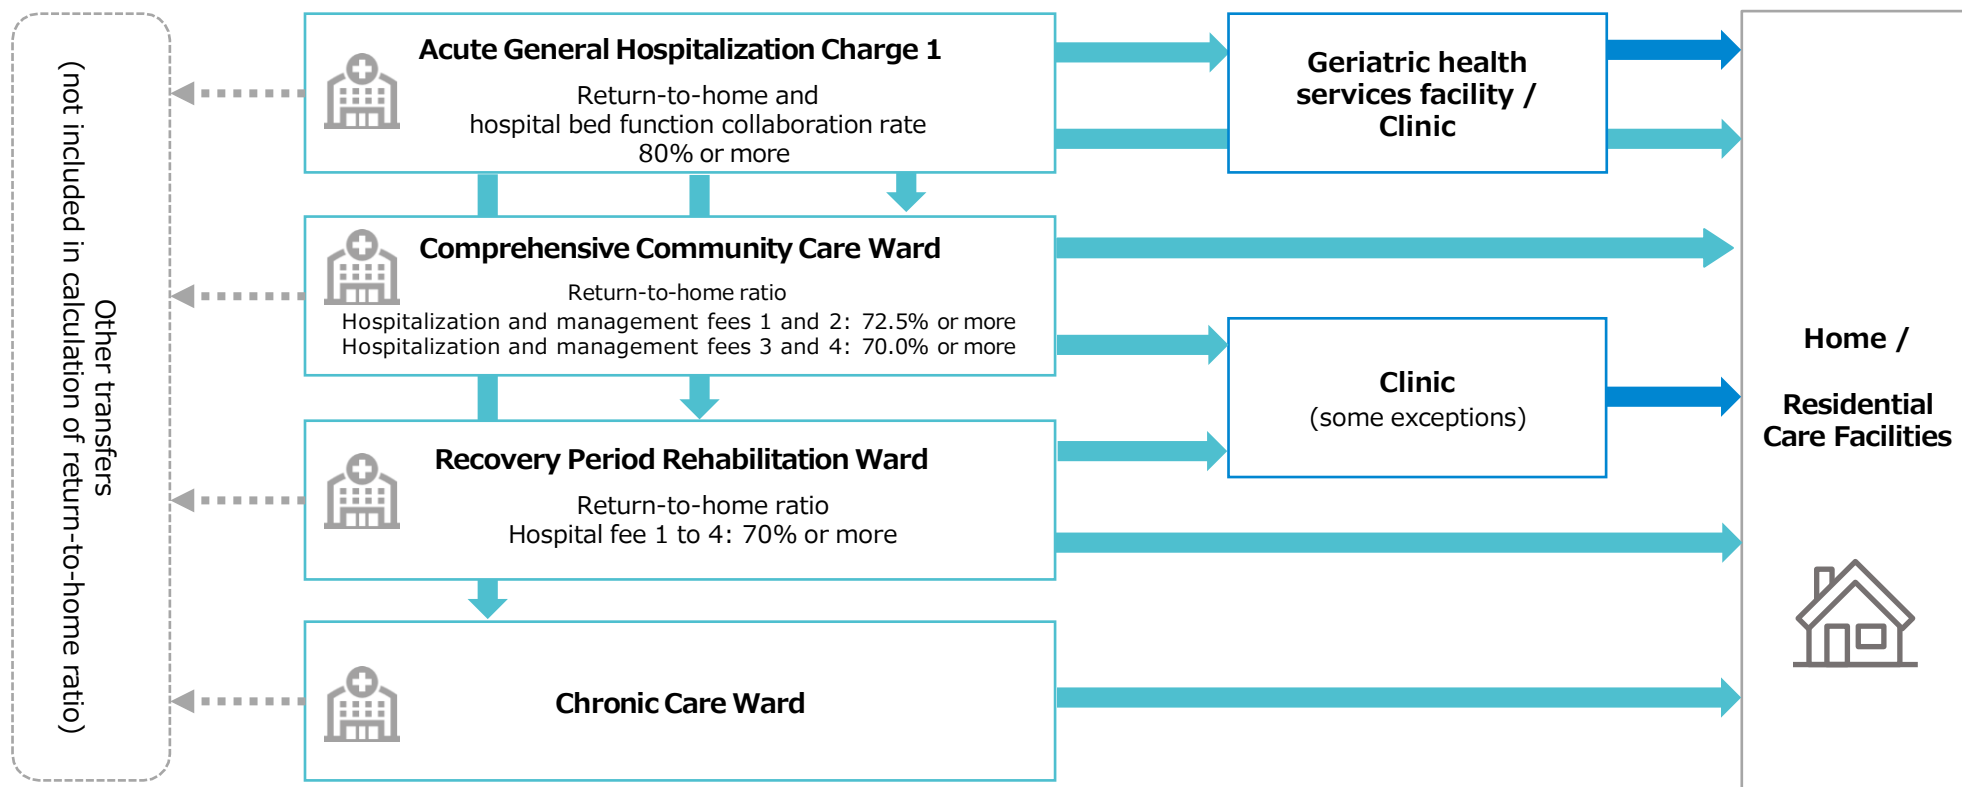 Other transfers
(not included in calculation of return-to-home ratio)
Acute General Hospitalization Charge 1
Return-to-home and
hospital bed function collaboration rate
80% or more
Geriatric health
services facility /
Clinic
Comprehensive Community Care Ward
Return-to-home ratio
Hospitalization and management fees 1 and 2: 72.5% or more
Hospitalization and management fees 3 and 4: 70.0% or more
Clinic
(some exceptions)
Recovery Period Rehabilitation Ward
Return-to-home ratio
Hospital fee 1 to 4: 70% or more
Chronic Care Ward
Home /
Residential
Care Facilities